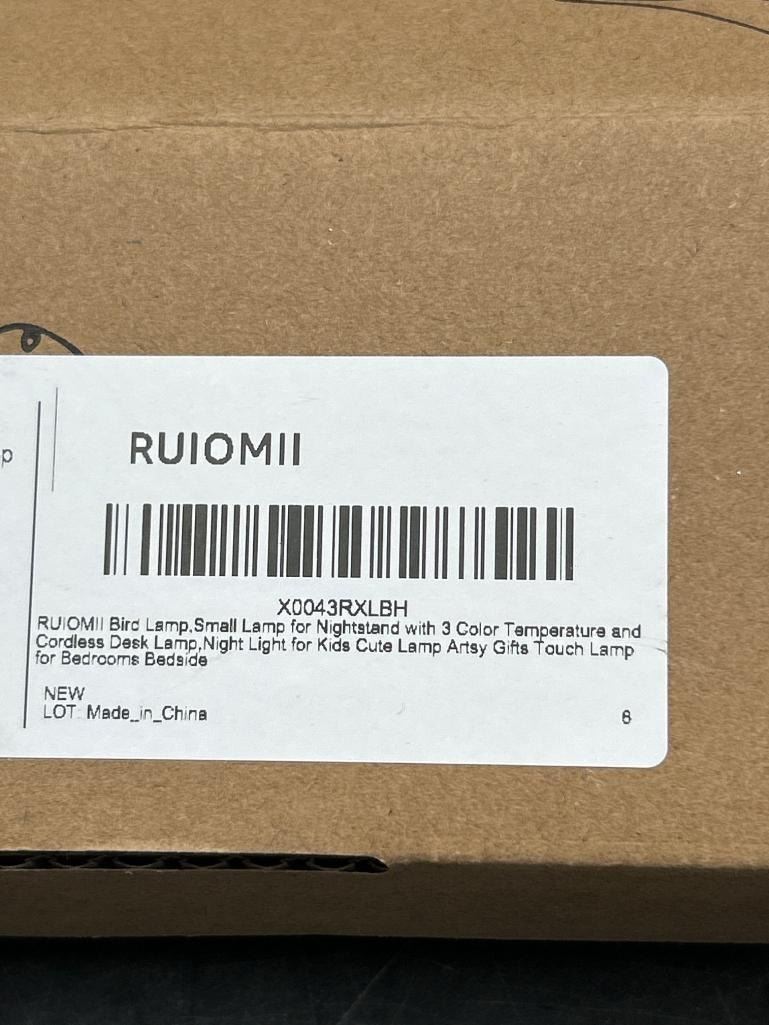 p
RUIOMII
X0043RXLBH
RUIOMII Bird Lamp,Small Lamp for Nightstand with 3 Color Temperature and
Cordless Desk Lamp,Night Light for Kids Cute Lamp Artsy Gifts Touch Lamp
for Bedrooms Bedside
NEW
LOT: Made_in_China